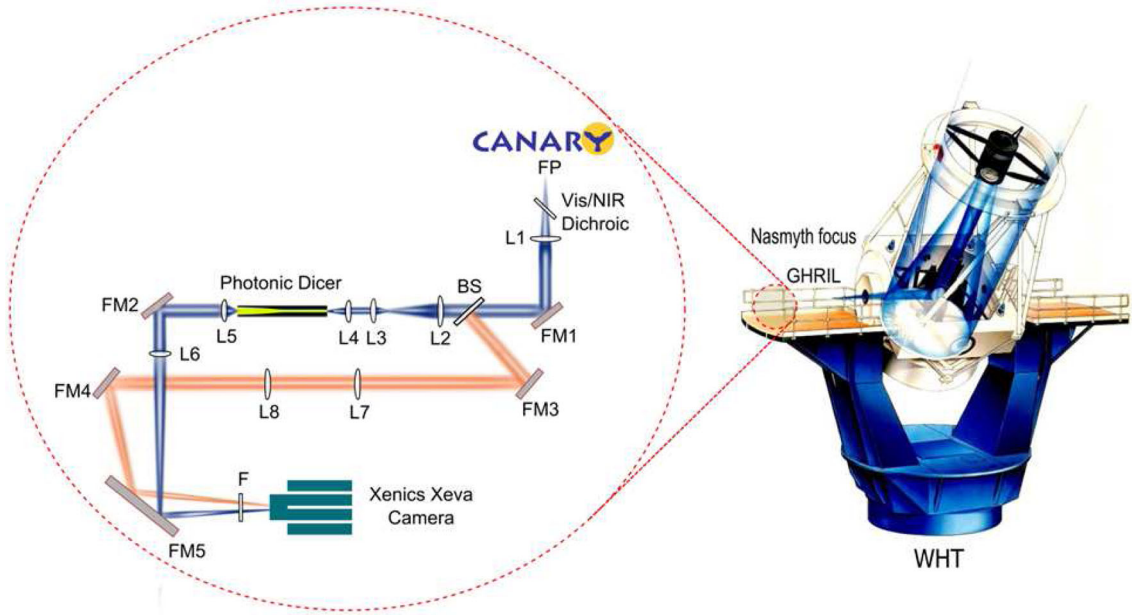 CANARY
FP
Vis/NIR
Dichroic
L1
Nasmyth focus
GHRIL
Photonic Dicer
BS
FM2
L5
L4
L3
L2
FM1
L6
FM4
L8
L7
FM3
F
Xenics Xeva
Camera
FM5
WHT